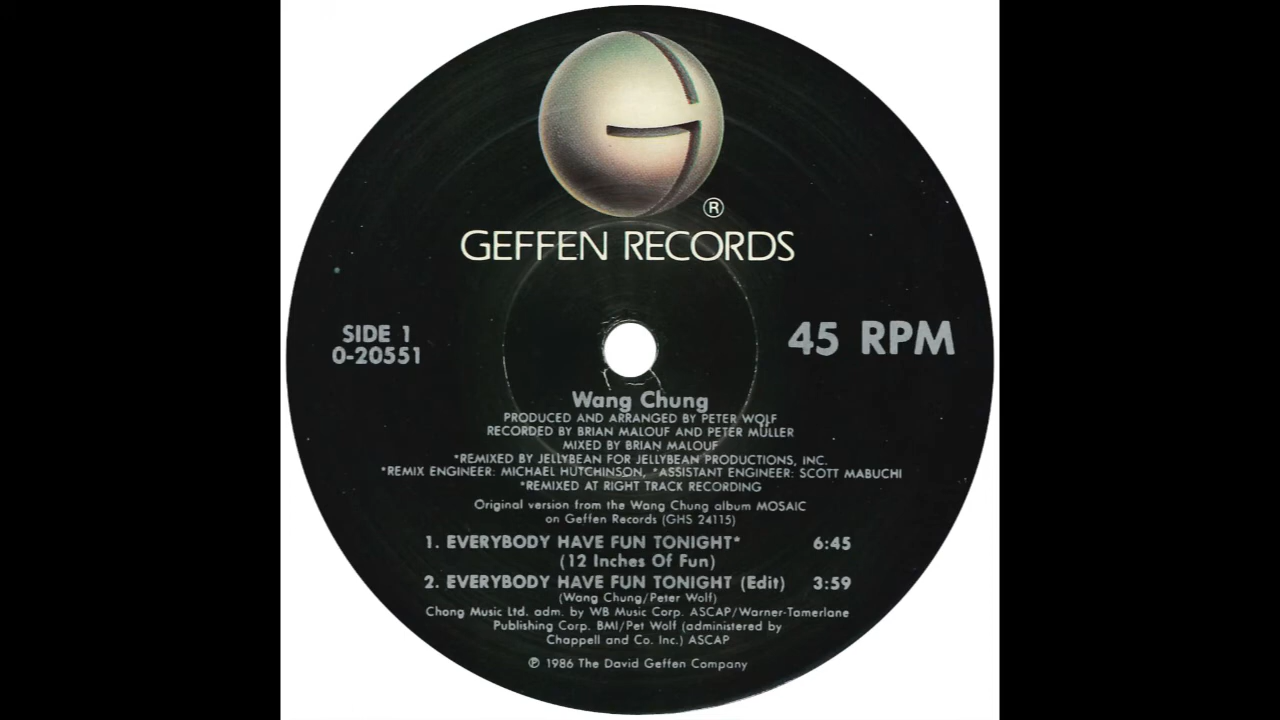 ®
GEFFEN RECORDS
SIDE 1
0-20551
45 RPM
Wang Chung
PRODUCED AND ARRANGED BY PETER WOLF
RECORDED BY BRIAN MALOUF AND PETER MÜLLER
MIXED BY BRIAN MALOUF
*REMIXED BY JELLYBEAN FOR JELLYBEAN PRODUCTIONS, INC.
*REMIX ENGINEER: MICHAEL HUTCHINSON, *ASSISTANT ENGINEER: SCOTT MABUCHI
*REMIXED AT RIGHT TRACK RECORDING
Original version from the Wang Chung album MOSAIC
on Geffen Records (GHS 24115)
1. EVERYBODY HAVE FUN TONIGHT* 6:45
(12 Inches Of Fun)
2. EVERYBODY HAVE FUN TONIGHT (Edit) 3:59
(Wang Chung/Peter Wolf)
Chong Music Ltd. adm. by WB Music Corp. ASCAP/Warner-Tamerlane
Publishing Corp. BMI/Pet Wolf (administered by
Chappell and Co. Inc.) ASCAP
℗ 1986 The David Geffen Company